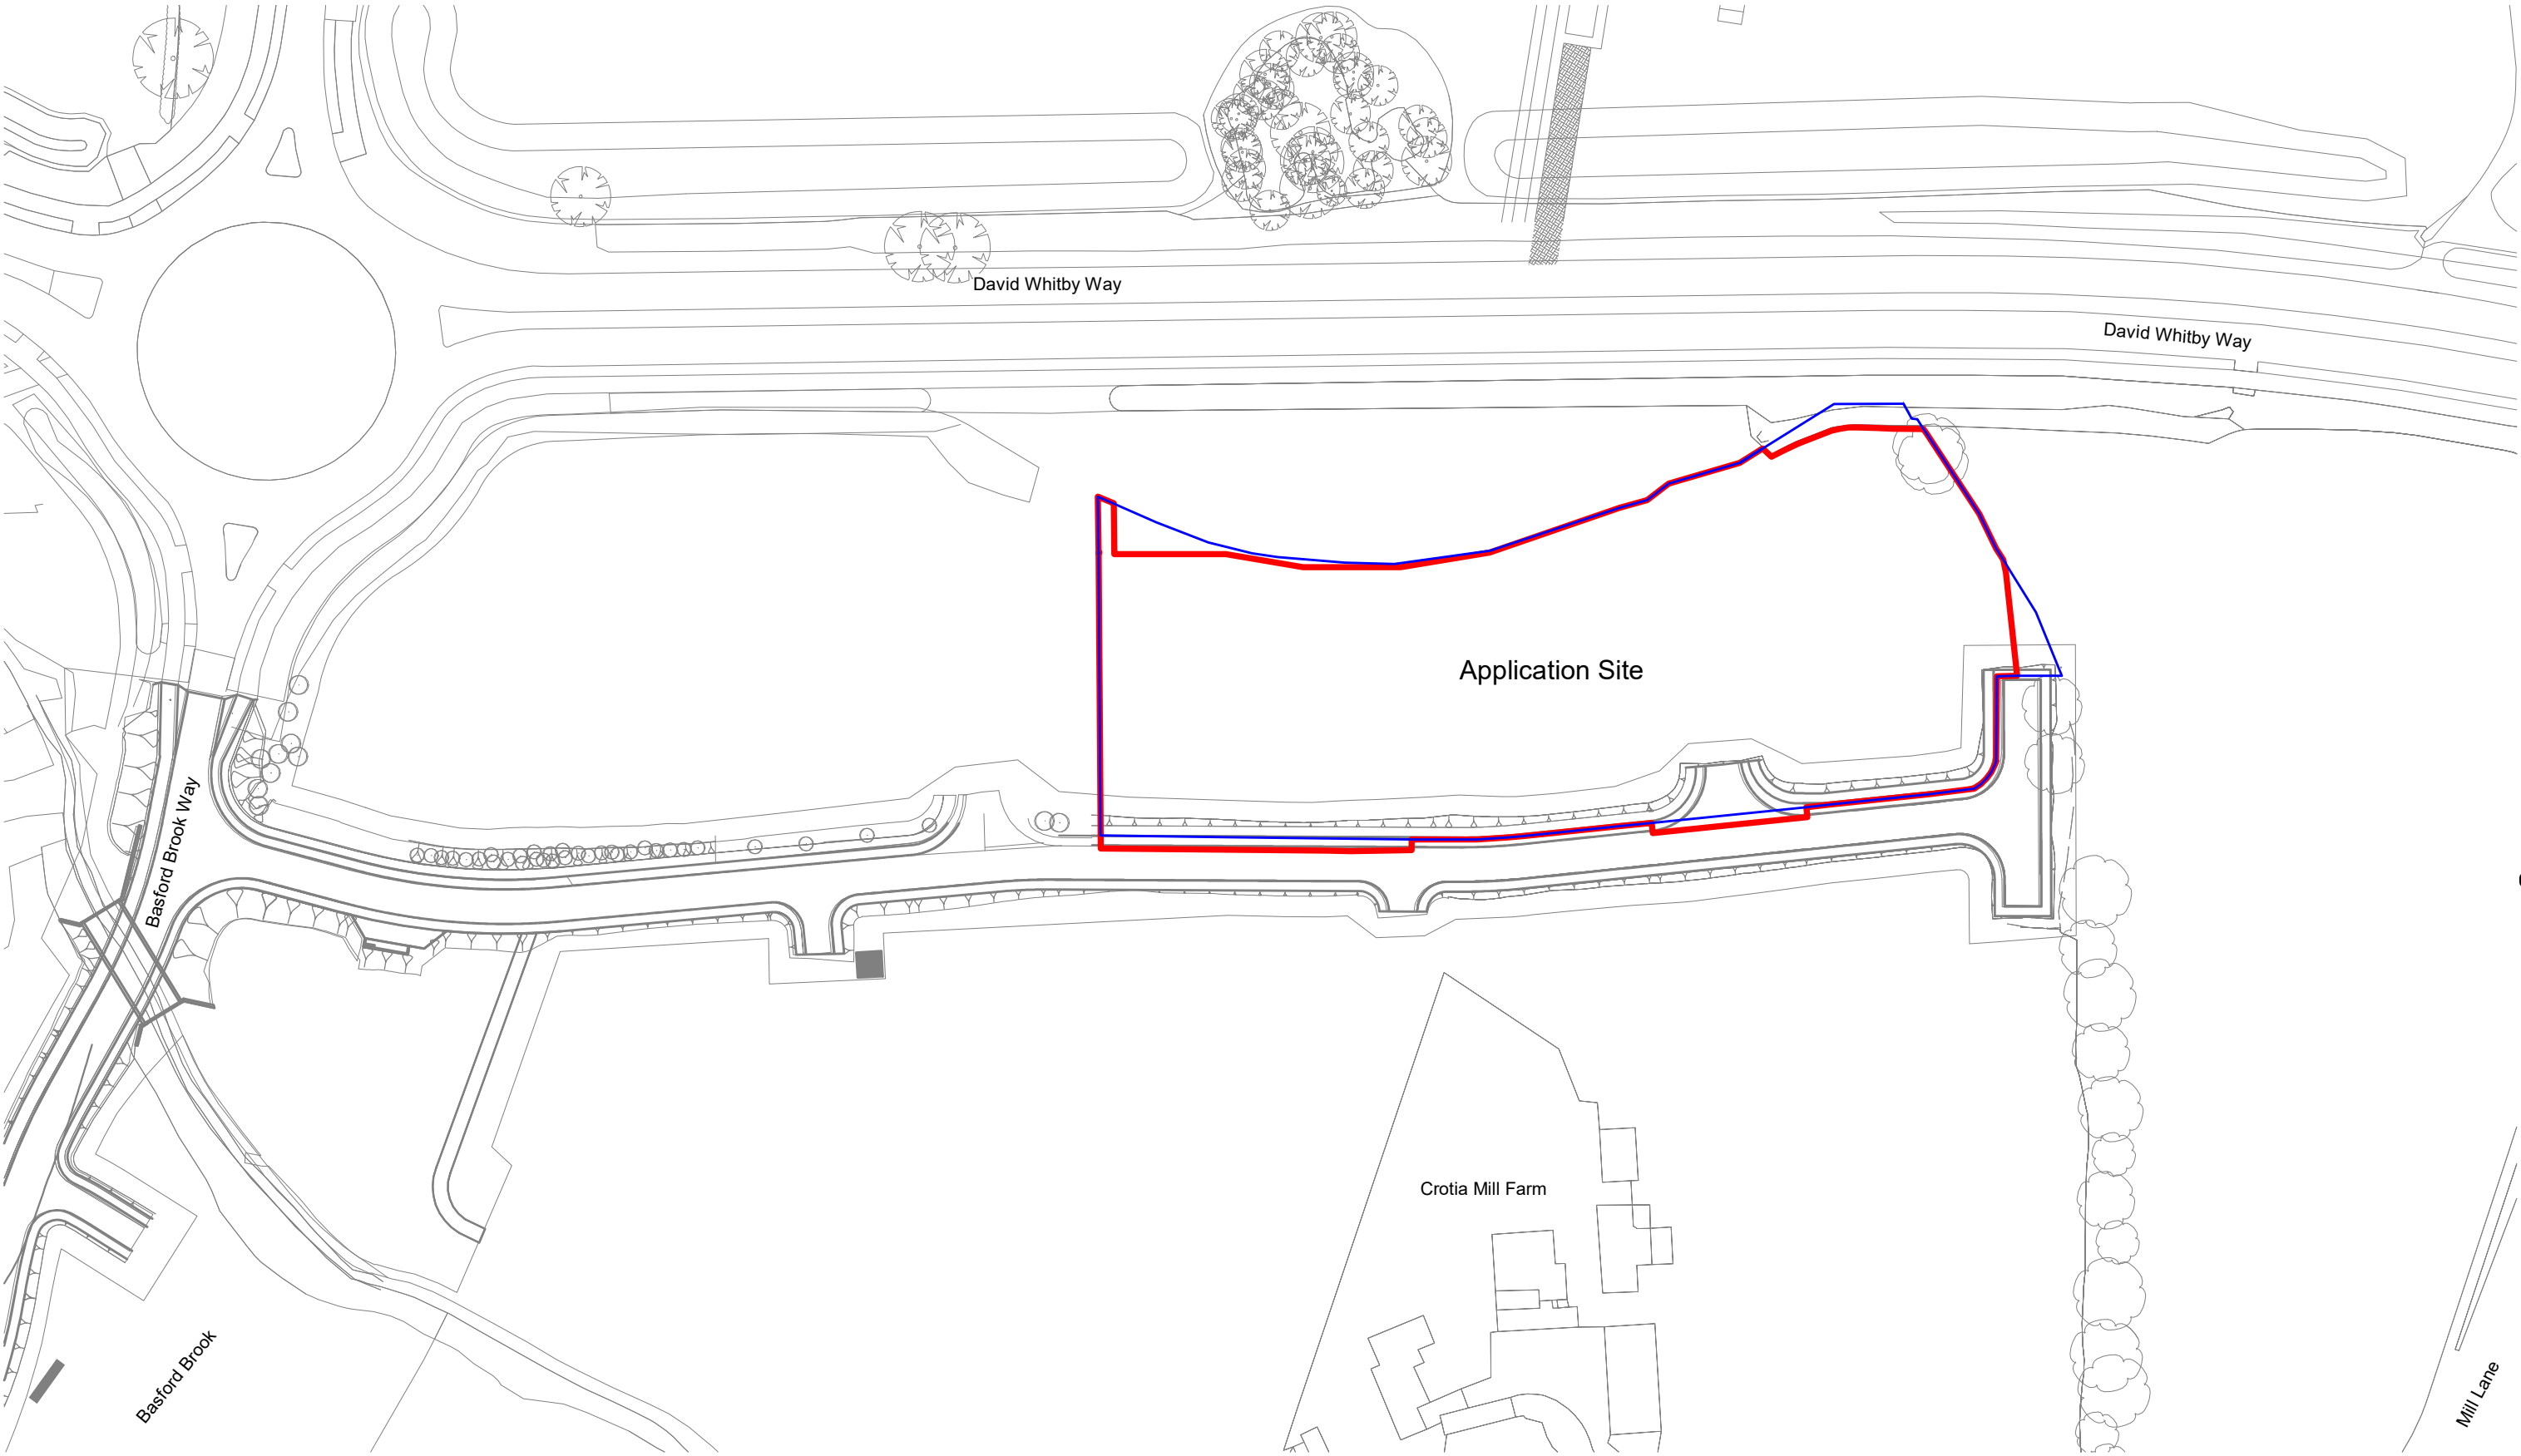 David Whitby Way
David Whitby Way
Application Site
Basford Brook Way
Crotia Mill Farm
Basford Brook
Mill Lane